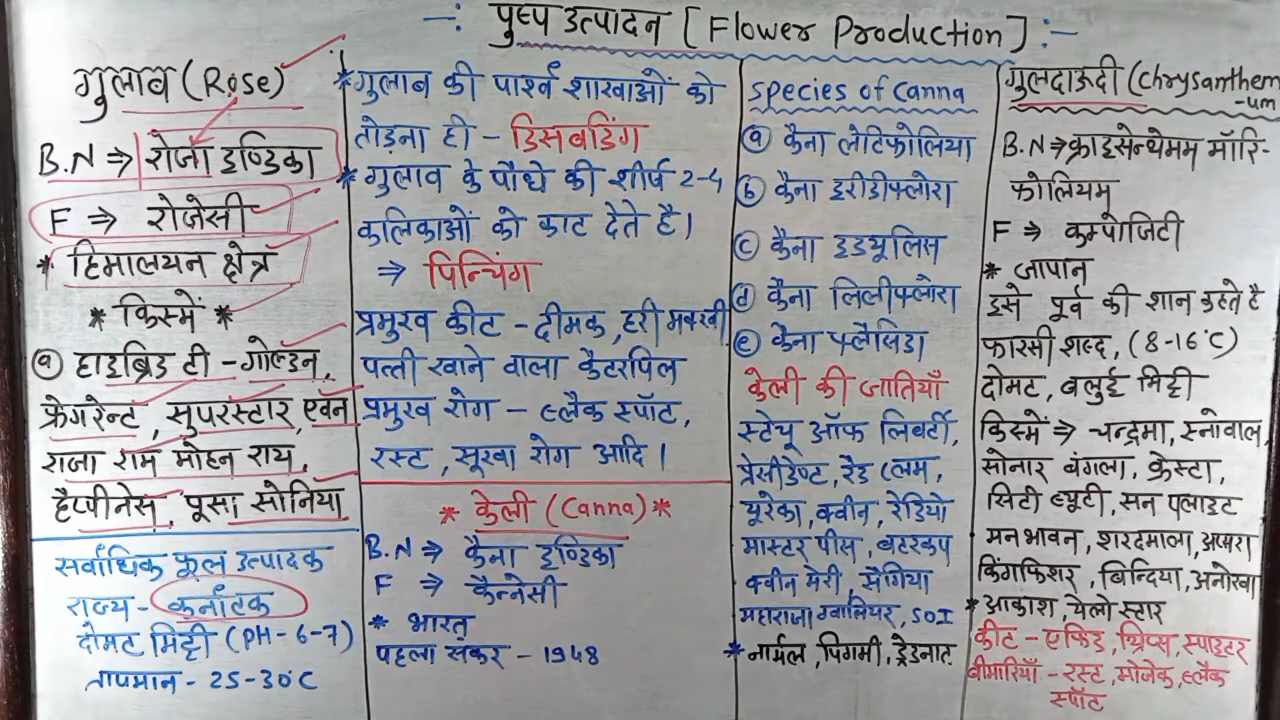 -: पुष्प उत्पादन [Flower Production] :-
गुलाब (Rose)
B.N ⇒ रोजा इण्डिका
F ⇒ रोजेसी
* हिमालयन क्षेत्र
* किस्में *
ⓐ हाइब्रिड टी - गोल्डन,
फ्रेगरेन्ट, सुपरस्टार, एवन
राजा राम मोहन राय,
हैप्पीनेस, पूसा सोनिया
सर्वाधिक फूल उत्पादक
राज्य - कर्नाटक
दोमट मिट्टी (PH - 6-7)
तापमान - 25-30°C
* गुलाब की पार्श्व शाखाओं को
तोड़ना ही - डिसबडिंग
* गुलाब के पौधे की शीर्ष 2-4
कलिकाओं को काट देते है।
⇒ पिन्चिंग
प्रमुख कीट - दीमक, हरी मक्खी
पत्ती खाने वाला कैटरपिल
प्रमुख रोग - ब्लैक स्पॉट,
रस्ट, सूखा रोग आदि।
* केली (Canna) *
B.N ⇒ कैना इण्डिका
F ⇒ कैन्नेसी
* भारत
पहला संकर - 1948
Species of Canna
ⓐ कैना लेटिफोलिया
ⓑ कैना इरीडीफ्लोरा
ⓒ कैना इड्यूलिस
ⓓ कैना लिलीफ्लोरा
ⓔ कैना फ्लैसिडा
केली की जातियाँ
स्टेचू ऑफ लिबर्टी,
प्रेसीडेण्ट, रैड क्लम,
यूरेका, क्वीन, रेडियो
मास्टर पीस, बटरकप
क्वीन मेरी, सैंगिया
महाराजा ग्वालियर, SOI
* नार्मल, पिगमी, ड्रेडनाट
गुलदाऊदी (Chrysanthem
-um)
B.N ⇒ क्राइसेन्थेमम मॉरि-
फोलियम
F ⇒ कम्पोजिटी
* जापान
इसे पूर्व की शान कहते है
फारसी शब्द, (8-16°C)
दोमट, बलुई मिट्टी
किस्में ⇒ चन्द्रमा, स्नोवाल,
सोनार बंगला, क्रेस्टा,
सिटी ब्यूटी, सन फ्लाइट
मनभावन, शरदमाला, अप्सरा
किंगफिशर, बिन्दिया, अनोखा
* आकाश, येलो स्टार
कीट - एफिड, थ्रिप्स, स्पाइटर
बीमारियाँ - रस्ट, मोजेक, ब्लैक
स्पॉट